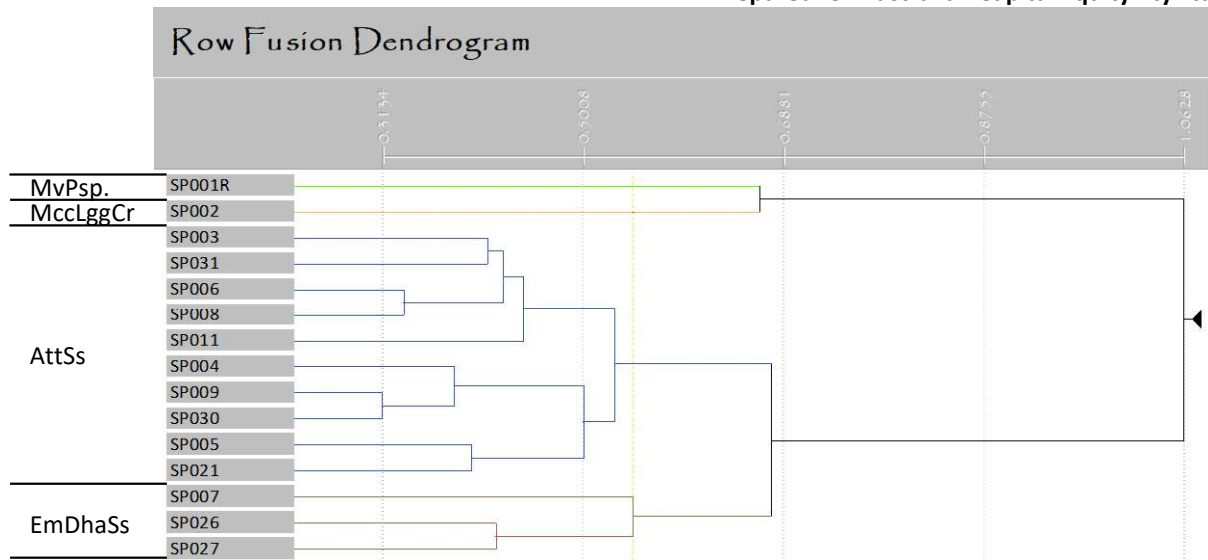 Row Fusion Dendrogram
0.3134
0.5008
0.6881
0.8755
1.0628
MvPsp.
SP001R
MccLggCr
SP002
SP003
SP031
SP006
SP008
SP011
AttSs
SP004
SP009
SP030
SP005
SP021
SP007
EmDhaSs
SP026
SP027